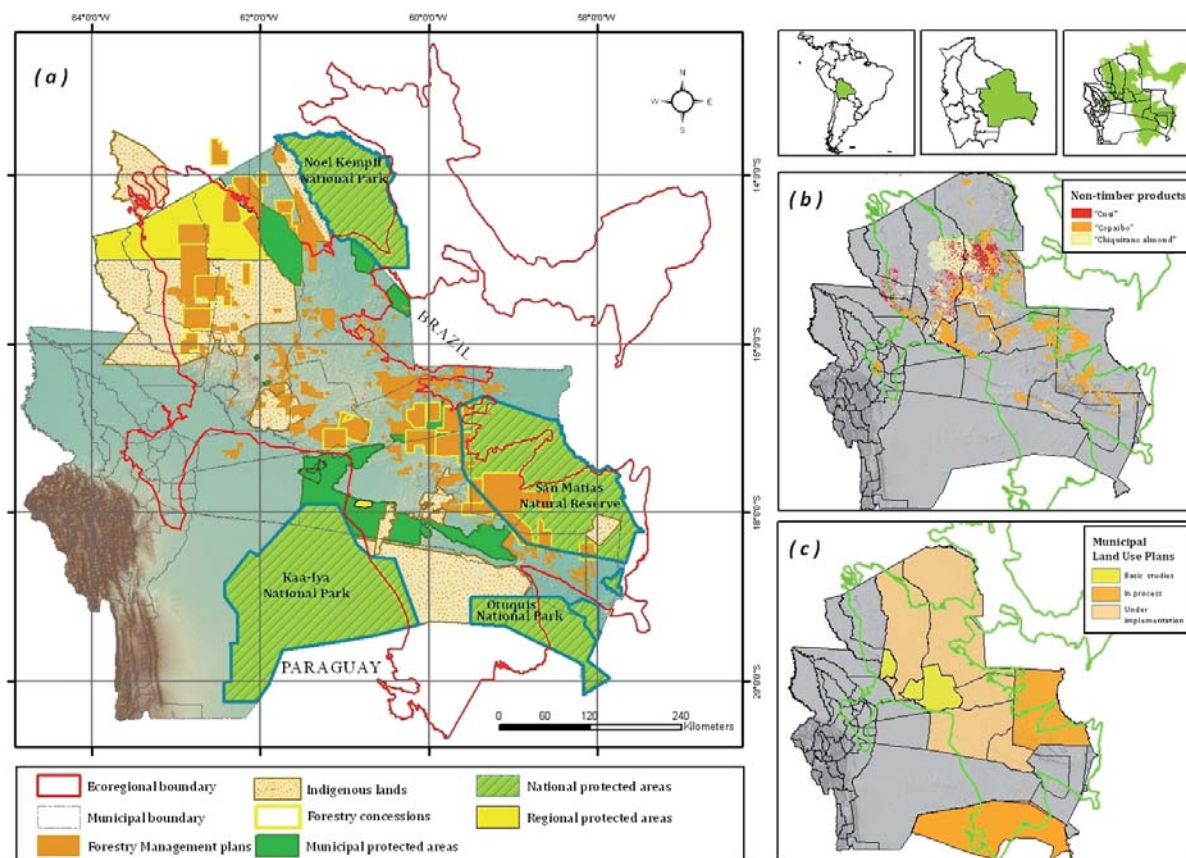 64°0'0"W
62°0'0"W
60°0'0"W
58°0'0"W
(a)
N
W
E
S
Noel Kempff
National Park
14°0'0"S
BRAZIL
16°0'0"S
San Matias
Natural Reserve
18°0'0"S
Kaa-Iya
National Park
Otuquis
National Park
PARAGUAY
20°0'0"S
0 60 120 240
Kilometers
Ecoregional boundary
Municipal boundary
Forestry Management plans
Indigenous lands
Forestry concessions
Municipal protected areas
National protected areas
Regional protected areas
(b)
Non-timber products
"Cusi"
"Copaibo"
"Chiquitano almond"
(c)
Municipal
Land Use Plans
Basic studies
In process
Under
implementation